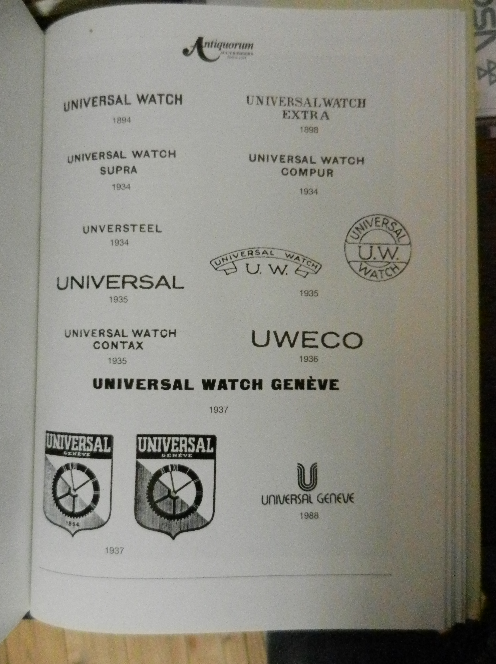 Antiquorum
UNIVERSAL WATCH
1894
UNIVERSAL WATCH
EXTRA
1898
UNIVERSAL WATCH
SUPRA
1934
UNIVERSAL WATCH
COMPUR
1934
UNVERSTEEL
1934
UNIVERSAL WATCH
U.W.
1935
UNIVERSAL
U.W.
WATCH
UNIVERSAL
1935
UNIVERSAL WATCH
CONTAX
1935
UWECO
1936
UNIVERSAL WATCH GENÈVE
1937
UNIVERSAL
GENÈVE
1894
UNIVERSAL
GENÈVE
1937
U
UNIVERSAL GENEVE
1988